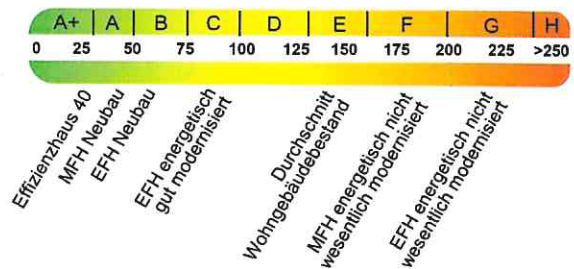 A+ A B C D E F G H
0 25 50 75 100 125 150 175 200 225 >250
Effizienzhaus 40
MFH Neubau
EFH Neubau
EFH energetisch
gut modernisiert
Durchschnitt
Wohngebäudebestand
MFH energetisch nicht
wesentlich modernisiert
EFH energetisch nicht
wesentlich modernisiert